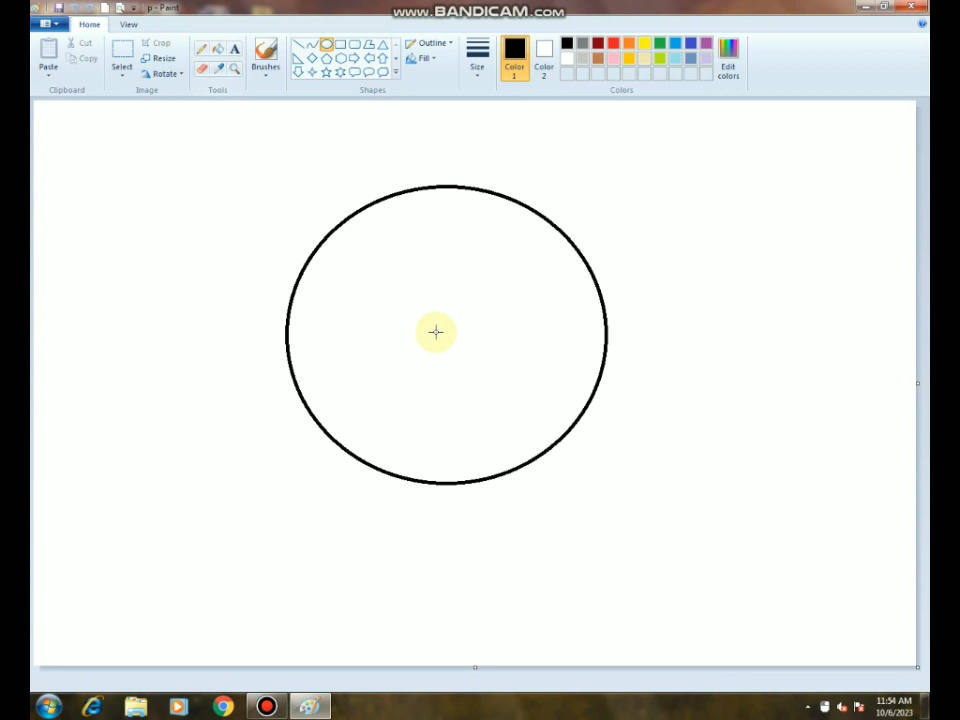 www.BANDICAM.com
p - Paint
Home View
Paste
Cut
Copy
Clipboard
Select
Crop
Resize
Rotate
Image
A
Tools
Brushes
Outline
Fill
Shapes
Size
Color 1
Color 2
Edit colors
Colors
11:54 AM
10/6/2023